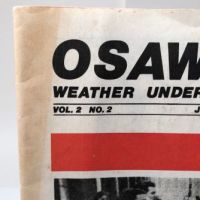 OSAW
WEATHER UNDER
VOL. 2 NO. 2 J